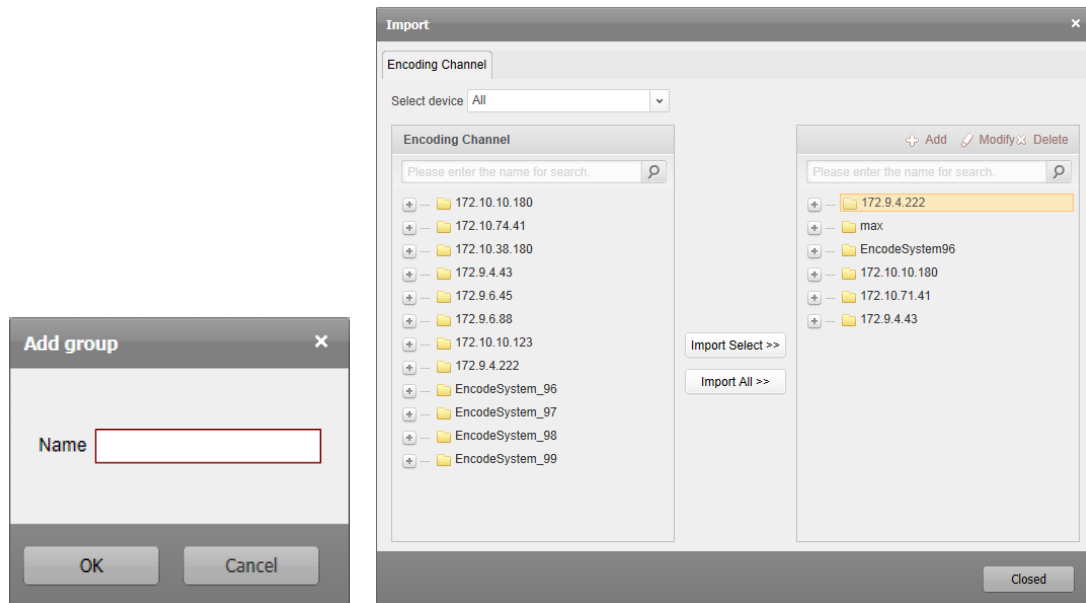 Add group
Name
OK
Cancel
Import
Encoding Channel
Select device All
Encoding Channel
Please enter the name for search.
172.10.10.180
172.10.74.41
172.10.38.180
172.9.4.43
172.9.6.45
172.9.6.88
172.10.10.123
172.9.4.222
EncodeSystem_96
EncodeSystem_97
EncodeSystem_98
EncodeSystem_99
Import Select >>
Import All >>
Add Modify Delete
Please enter the name for search.
172.9.4.222
max
EncodeSystem96
172.10.10.180
172.10.71.41
172.9.4.43
Closed